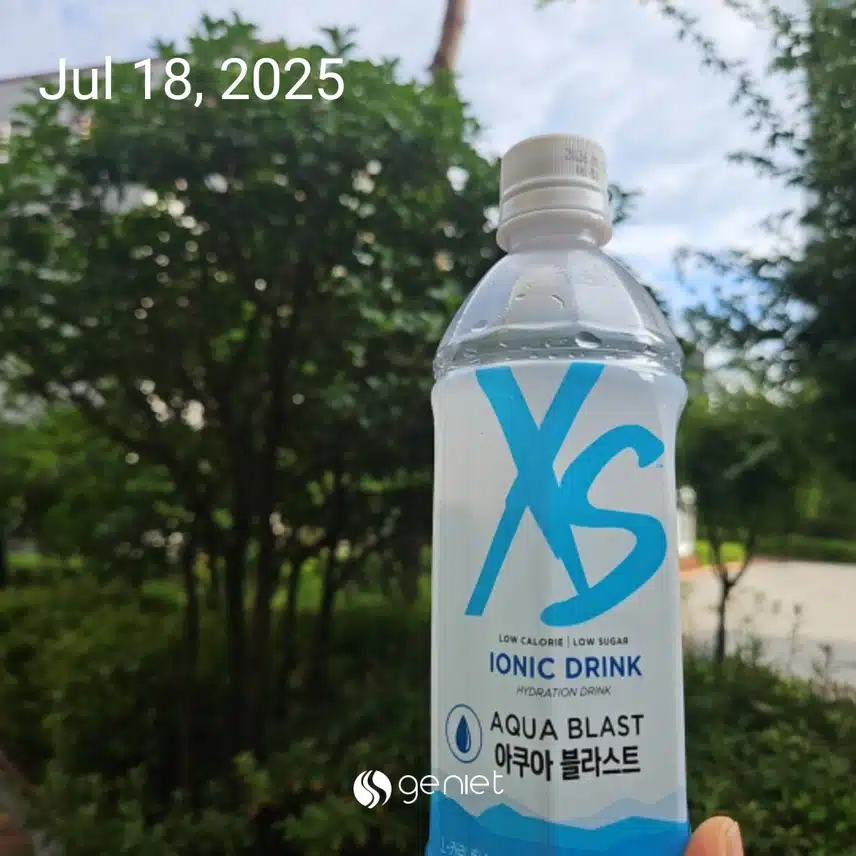 Jul 18, 2025
XS
LOW CALORIE | LOW SUGAR
IONIC DRINK
HYDRATION DRINK
AQUA BLAST
아쿠아 블라스트
geniet